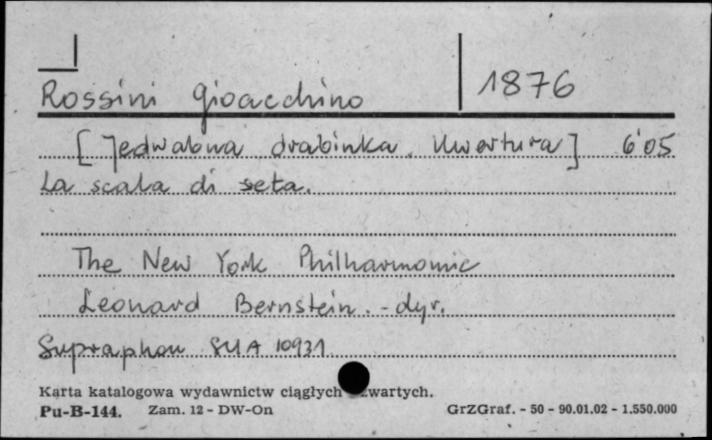 Rossini Gioacchino 1876
[Jedwabna drabinka. Uwertura] 6'05
La scala di seta.
The New York Philharmonic
Leonard Bernstein. - dyr.
Supraphon SUA 10931
Karta katalogowa wydawnictw ciągłych zwartych.
Pu-B-144. Zam. 12 - DW-On GrZGraf. - 50 - 90.01.02 - 1.550.000